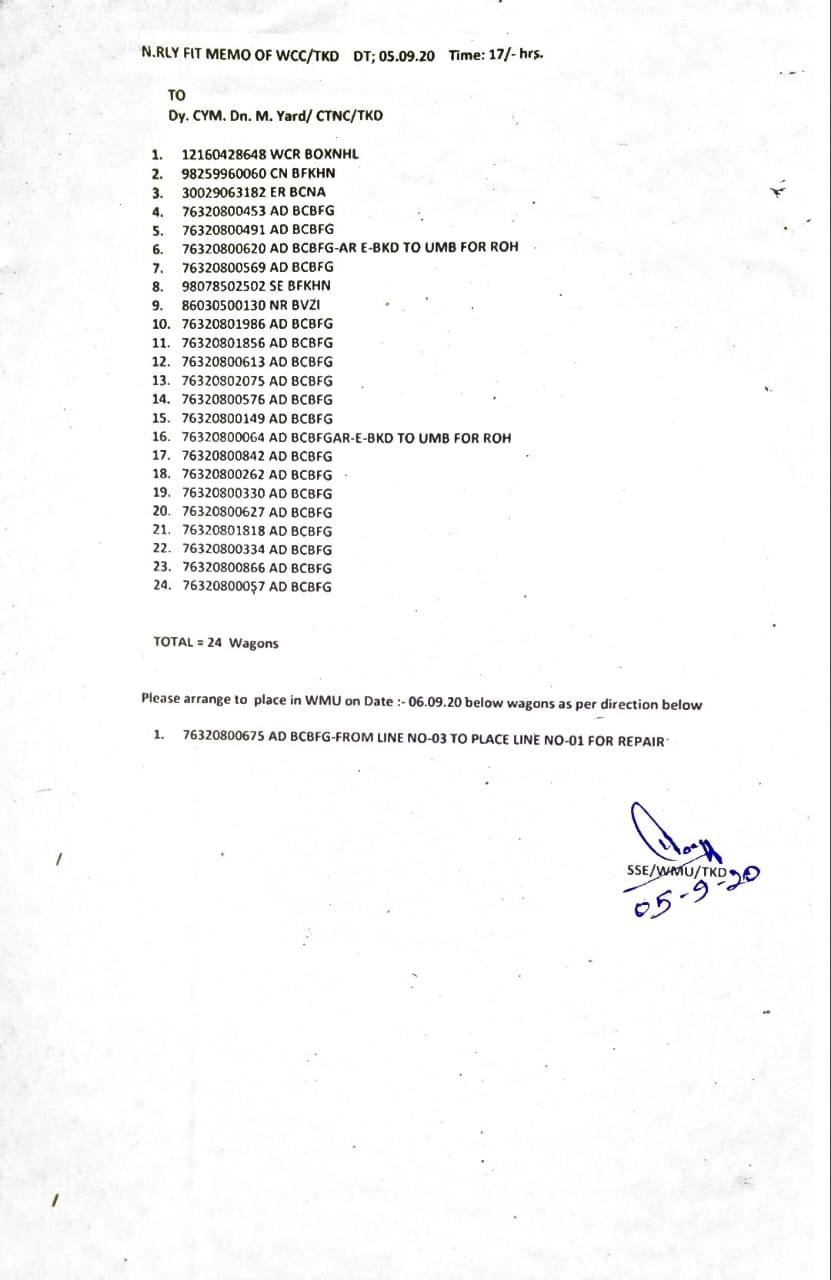 N.RLY FIT MEMO OF WCC/TKD DT; 05.09.20 Time: 17/- hrs.
TO
Dy. CYM. Dn. M. Yard/ CTNC/TKD
1. 12160428648 WCR BOXNHL
2. 98259960060 CN BFKHN
3. 30029063182 ER BCNA
4. 76320800453 AD BCBFG
5. 76320800491 AD BCBFG
6. 76320800620 AD BCBFG-AR E-BKD TO UMB FOR ROH
7. 76320800569 AD BCBFG
8. 98078502502 SE BFKHN
9. 86030500130 NR BVZI
10. 76320801986 AD BCBFG
11. 76320801856 AD BCBFG
12. 76320800613 AD BCBFG
13. 76320802075 AD BCBFG
14. 76320800576 AD BCBFG
15. 76320800149 AD BCBFG
16. 76320800064 AD BCBFGAR-E-BKD TO UMB FOR ROH
17. 76320800842 AD BCBFG
18. 76320800262 AD BCBFG
19. 76320800330 AD BCBFG
20. 76320800627 AD BCBFG
21. 76320801818 AD BCBFG
22. 76320800334 AD BCBFG
23. 76320800866 AD BCBFG
24. 76320800057 AD BCBFG
TOTAL = 24 Wagons
Please arrange to place in WMU on Date :- 06.09.20 below wagons as per direction below
1. 76320800675 AD BCBFG-FROM LINE NO-03 TO PLACE LINE NO-01 FOR REPAIR
SSE/WMU/TKD
05-9-20